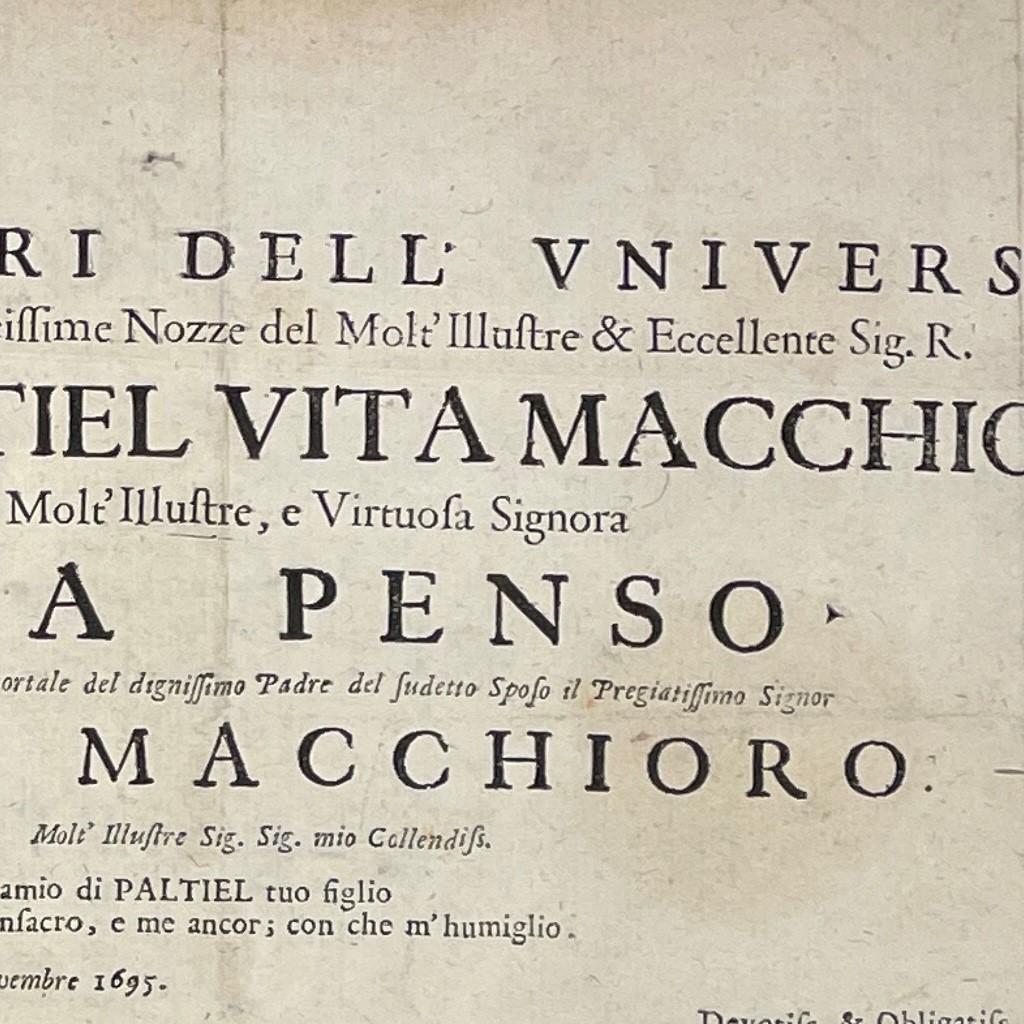 RI DELL' VNIVERS
ciſſime Nozze del Molt' Illuſtre & Eccellente Sig. R.
TIEL VITA MACCHIO
Molt' Illuſtre, e Virtuoſa Signora
A PENSO.
ortale del digniſſimo Padre del ſudetto Spoſo il Pregiatiſſimo Signor
MACCHIORO.
Molt' Illuſtre Sig. Sig. mio Collendiſs.
amio di PALTIEL tuo figlio
nſacro, e me ancor; con che m'humiglio.
vembre 1695.
Devotiſs. & Obligatiſs.